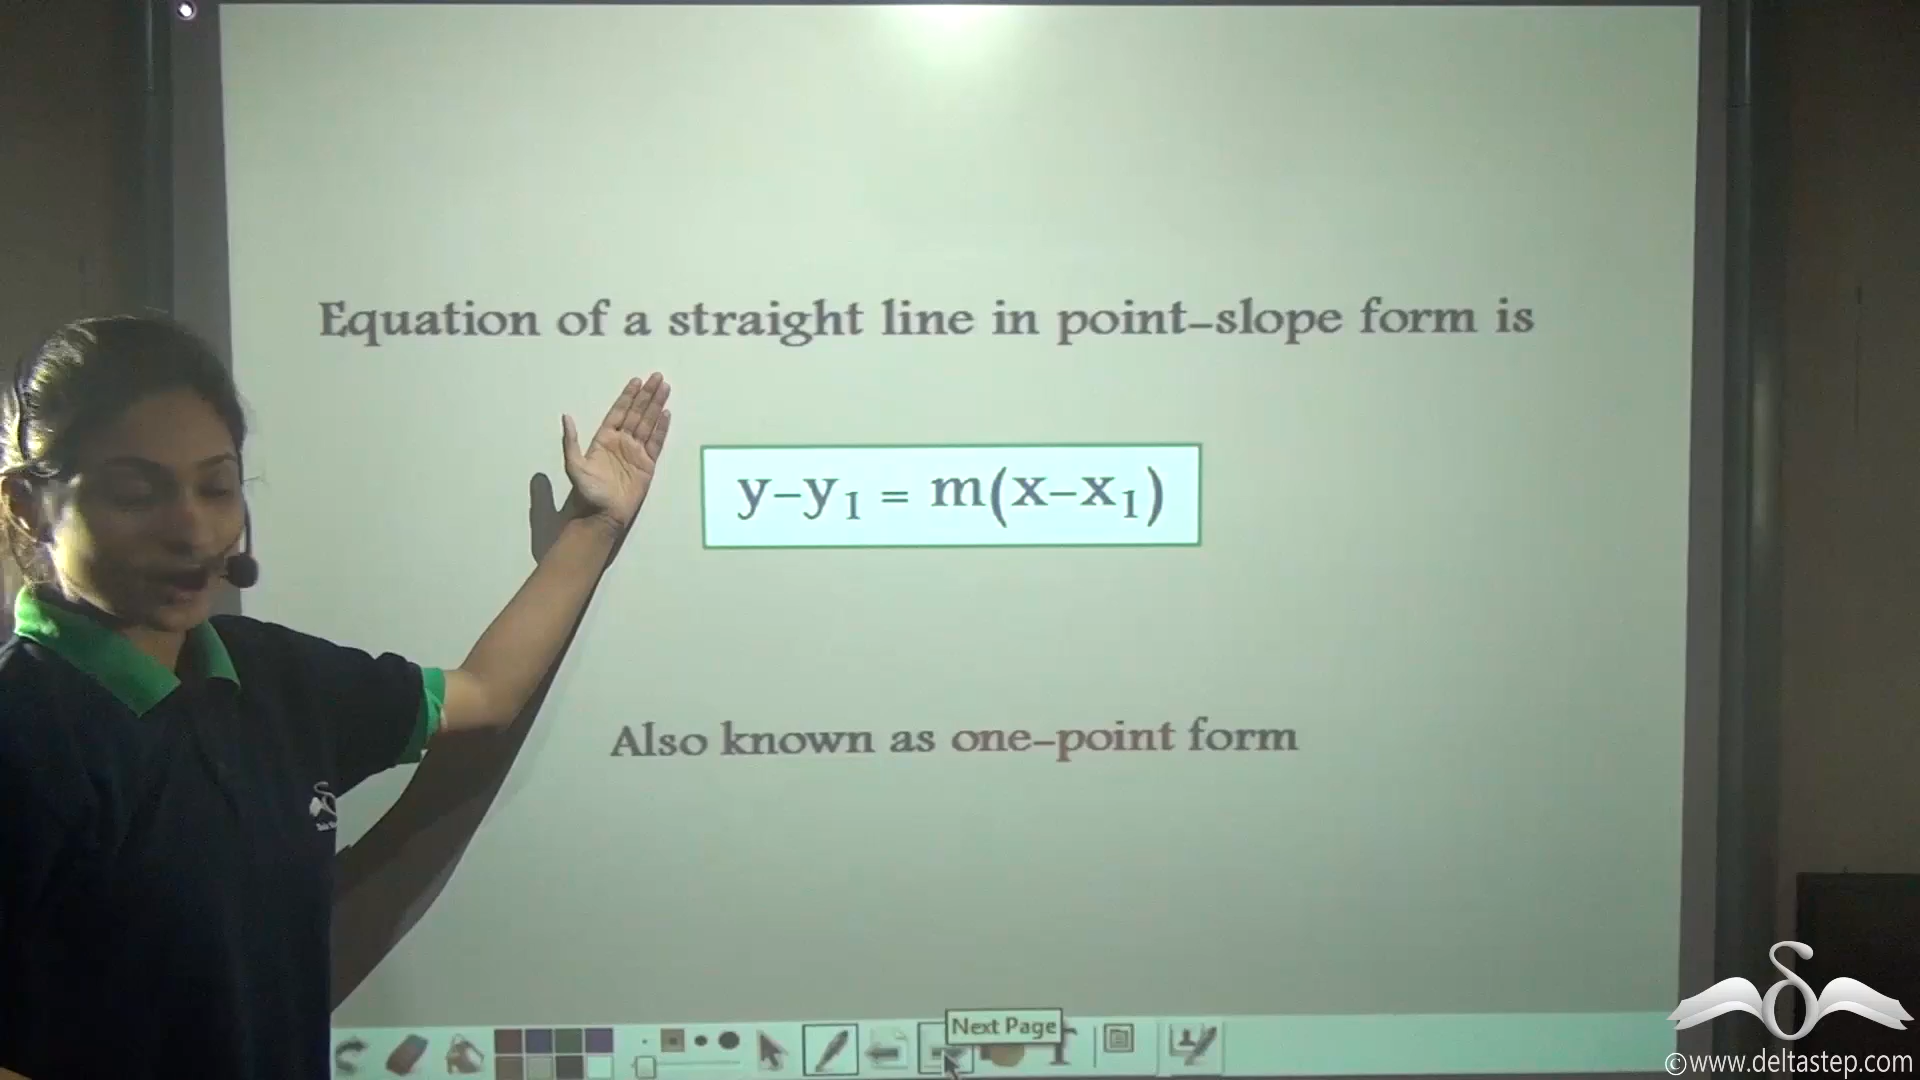 Equation of a straight line in point-slope form is
y-y₁ = m(x-x₁)
Also known as one-point form
Next Page
©www.deltastep.com